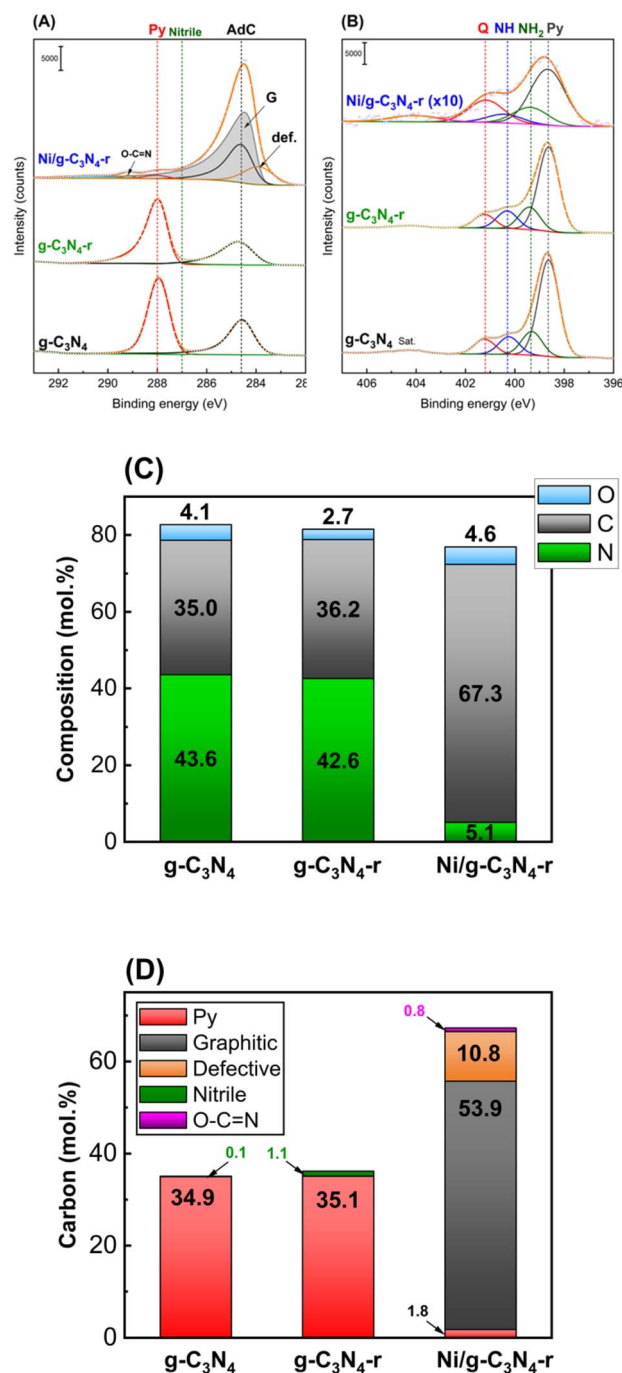 (A)
Py
Nitrile
AdC
5000
G
def.
O-C=N
Ni/g-C₃N₄-r
g-C₃N₄-r
g-C₃N₄
Intensity (counts)
292 290 288 286 284 28
Binding energy (eV)
(B)
Q NH NH₂ Py
5000
Ni/g-C₃N₄-r (x10)
g-C₃N₄-r
g-C₃N₄ Sat.
Intensity (counts)
406 404 402 400 398 396
Binding energy (eV)
(C)
O
C
N
4.1
2.7
4.6
35.0
36.2
67.3
43.6
42.6
5.1
80
60
40
20
0
Composition (mol.%)
g-C₃N₄ g-C₃N₄-r Ni/g-C₃N₄-r
(D)
Py
Graphitic
Defective
Nitrile
O-C=N
0.8
10.8
53.9
0.1
1.1
34.9
35.1
1.8
60
40
20
0
Carbon (mol.%)
g-C₃N₄ g-C₃N₄-r Ni/g-C₃N₄-r